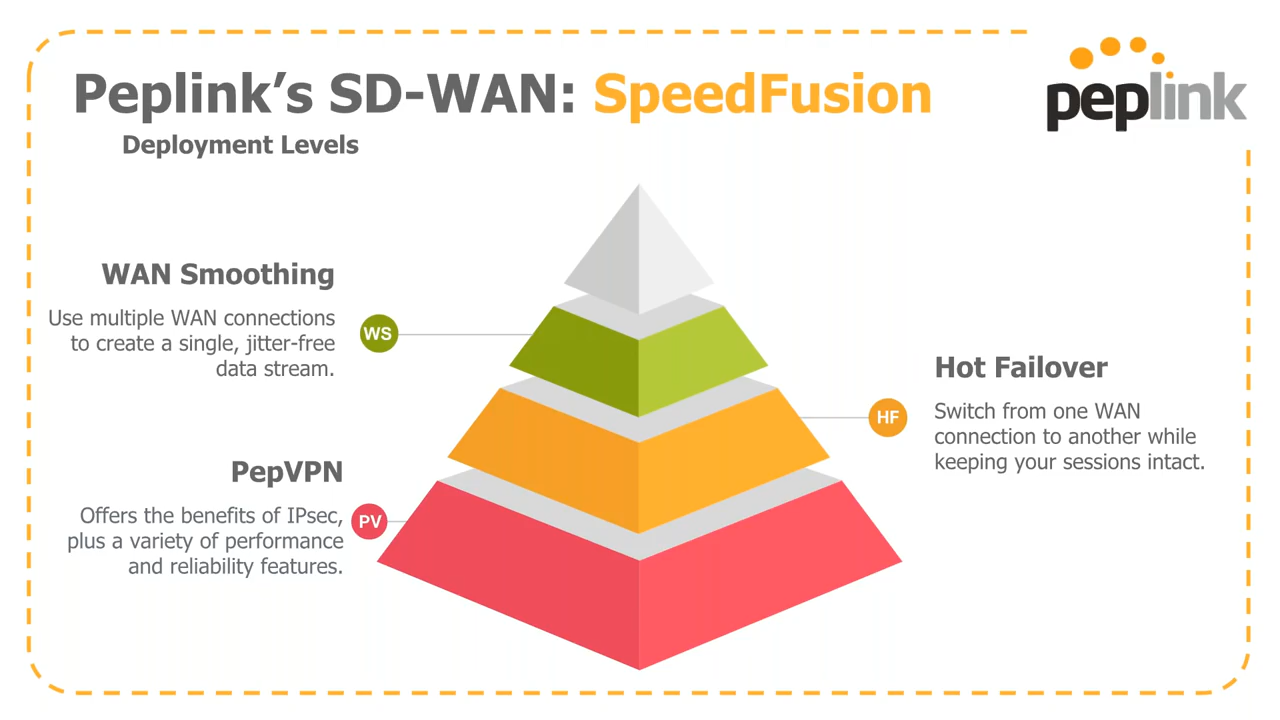 Peplink's SD-WAN: SpeedFusion
peplink
Deployment Levels
WAN Smoothing
Use multiple WAN connections
to create a single, jitter-free
data stream.
WS
Hot Failover
Switch from one WAN
connection to another while
keeping your sessions intact.
HF
PepVPN
Offers the benefits of IPsec,
plus a variety of performance
and reliability features.
PV